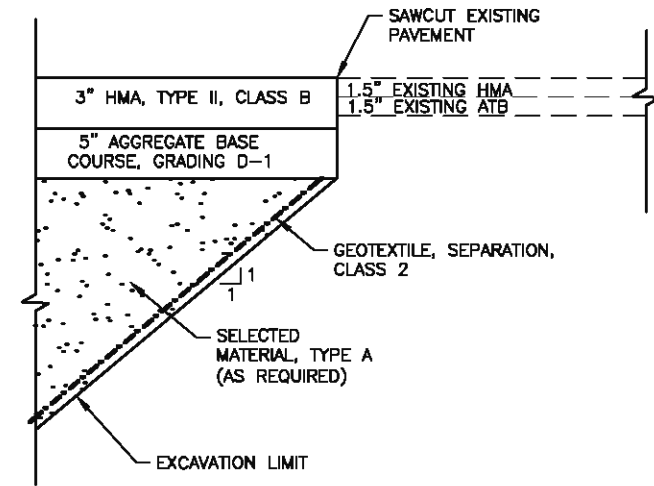 SAWCUT EXISTING
PAVEMENT
3" HMA, TYPE II, CLASS B
1.5" EXISTING HMA
1.5" EXISTING ATB
5" AGGREGATE BASE
COURSE, GRADING D-1
GEOTEXTILE, SEPARATION,
CLASS 2
1
1
SELECTED
MATERIAL, TYPE A
(AS REQUIRED)
EXCAVATION LIMIT